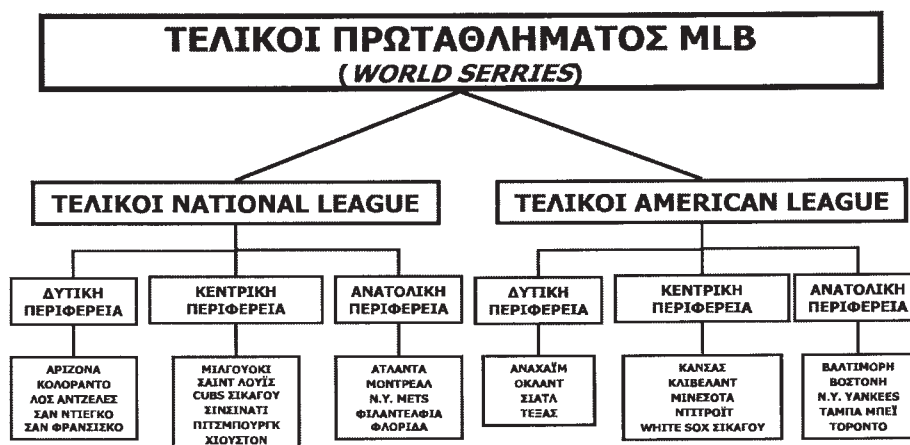 ΤΕΛΙΚΟΙ ΠΡΩΤΑΘΛΗΜΑΤΟΣ MLB
(WORLD SERRIES)
ΤΕΛΙΚΟΙ NATIONAL LEAGUE
ΤΕΛΙΚΟΙ AMERICAN LEAGUE
ΔΥΤΙΚΗ
ΠΕΡΙΦΕΡΕΙΑ
ΚΕΝΤΡΙΚΗ
ΠΕΡΙΦΕΡΕΙΑ
ΑΝΑΤΟΛΙΚΗ
ΠΕΡΙΦΕΡΕΙΑ
ΔΥΤΙΚΗ
ΠΕΡΙΦΕΡΕΙΑ
ΚΕΝΤΡΙΚΗ
ΠΕΡΙΦΕΡΕΙΑ
ΑΝΑΤΟΛΙΚΗ
ΠΕΡΙΦΕΡΕΙΑ
ΑΡΙΖΟΝΑ
ΚΟΛΟΡΑΝΤΟ
ΛΟΣ ΑΝΤΖΕΛΕΣ
ΣΑΝ ΝΤΙΕΓΚΟ
ΣΑΝ ΦΡΑΝΣΙΣΚΟ
ΜΙΛΓΟΥΟΚΙ
ΣΑΙΝΤ ΛΟΥΪΣ
CUBS ΣΙΚΑΓΟΥ
ΣΙΝΣΙΝΑΤΙ
ΠΙΤΣΜΠΟΥΡΓΚ
ΧΙΟΥΣΤΟΝ
ΑΤΛΑΝΤΑ
ΜΟΝΤΡΕΑΛ
N.Y. METS
ΦΙΛΑΝΤΕΛΦΙΑ
ΦΛΟΡΙΔΑ
ΑΝΑΧΑΪΜ
ΟΚΛΑΝΤ
ΣΙΑΤΛ
ΤΕΞΑΣ
ΚΑΝΣΑΣ
ΚΛΙΒΕΛΑΝΤ
ΜΙΝΕΣΟΤΑ
ΝΤΙΤΡΟΪΤ
WHITE SOX ΣΙΚΑΓΟΥ
ΒΑΛΤΙΜΟΡΗ
ΒΟΣΤΟΝΗ
N.Y. YANKEES
ΤΑΜΠΑ ΜΠΕΪ
ΤΟΡΟΝΤΟ